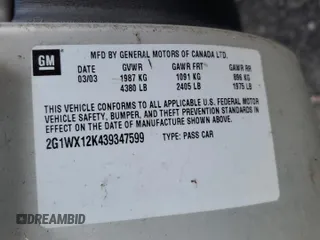 GM
MFD BY GENERAL MOTORS OF CANADA LTD.
DATE GVWR GAWR FRT GAWR RR
03/03 1987 KG 1091 KG 896 KG
4380 LB 2405 LB 1975 LB
THIS VEHICLE CONFORMS TO ALL APPLICABLE U.S. FEDERAL MOTOR
VEHICLE SAFETY, BUMPER, AND THEFT PREVENTION STANDARDS IN
EFFECT ON THE DATE OF MANUFACTURE SHOWN ABOVE.
2G1WX12K439347599 TYPE: PASS CAR
DREAMBID